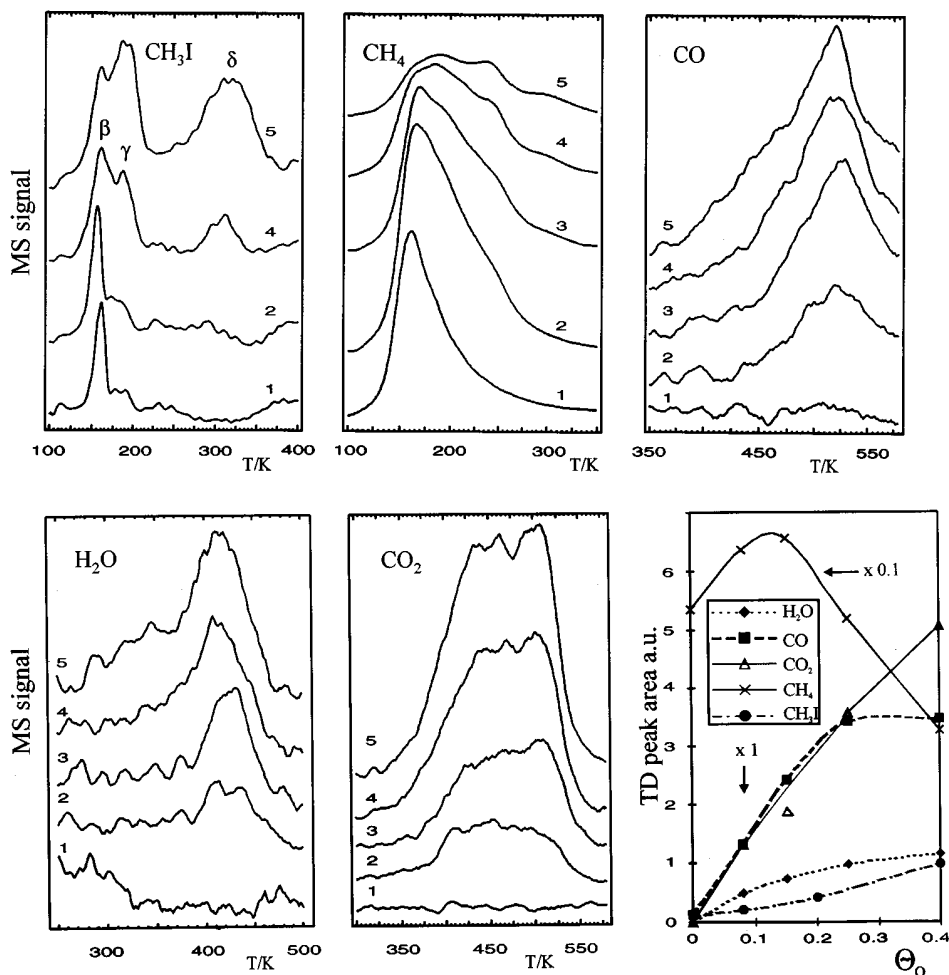 CH₃I
β
γ
δ
5
4
2
1
MS signal
100 200 300 400
T/K
CH₄
5
4
3
2
1
100 200 300
T/K
CO
5
4
3
2
1
350 450 550
T/K
H₂O
5
4
3
2
1
MS signal
300 400 500
T/K
CO₂
5
4
3
2
1
350 450 550
T/K
TD peak area a.u.
6
5
4
3
2
1
0
x 0.1
H₂O
CO
CO₂
CH₄
CH₃I
x 1
0 0.1 0.2 0.3 0.4
Θ₀